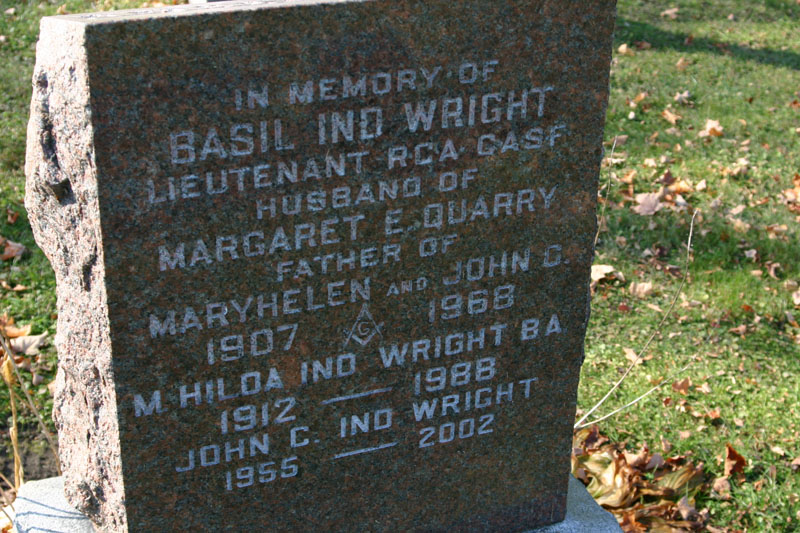 IN MEMORY OF
BASIL IND WRIGHT
LIEUTENANT RCA CASF
HUSBAND OF
MARGARET E. QUARRY
FATHER OF
MARYHELEN AND JOHN C.
1907 G 1968
M. HILDA IND WRIGHT BA
1912 — 1988
JOHN C. IND WRIGHT
1955 — 2002